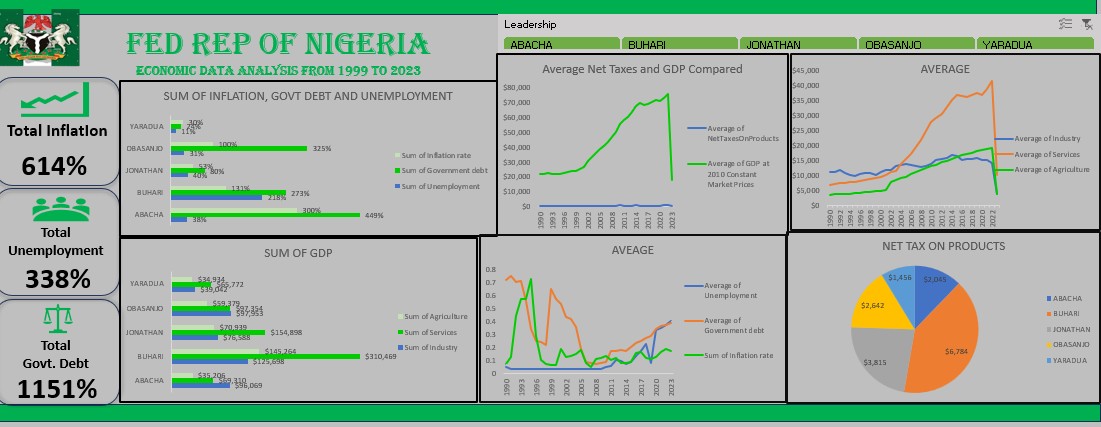 Leadership
ABACHA
BUHARI
JONATHAN
OBASANJO
YARADUA
FED REP OF NIGERIA
ECONOMIC DATA ANALYSIS FROM 1999 TO 2023
Total Inflation
614%
Total
Unemployment
338%
Total
Govt. Debt
1151%
SUM OF INFLATION, GOVT DEBT AND UNEMPLOYMENT
YARADUA
30%
11%
OBASANJO
100%
325%
31%
JONATHAN
53%
80%
40%
BUHARI
131%
273%
218%
ABACHA
300%
449%
38%
Sum of Inflation rate
Sum of Government debt
Sum of Unemployment
Average Net Taxes and GDP Compared
$80,000
$70,000
$60,000
$50,000
$40,000
$30,000
$20,000
$10,000
$0
1990
1993
1996
1999
2002
2005
2008
2011
2014
2017
2020
2023
Average of
NetTaxesOnProducts
Average of GDP at
2010 Constant
Market Prices
AVERAGE
$45,000
$40,000
$35,000
$30,000
$25,000
$20,000
$15,000
$10,000
$5,000
$0
1990
1992
1994
1996
1998
2000
2002
2004
2006
2008
2010
2012
2014
2016
2018
2020
2022
Average of Industry
Average of Services
Average of Agriculture
SUM OF GDP
YARADUA
$34,934
$65,772
$39,042
OBASANJO
$59,379
$97,354
$97,953
JONATHAN
$70,939
$154,898
$76,588
BUHARI
$145,264
$310,469
$125,698
ABACHA
$35,206
$69,310
$96,069
Sum of Agriculture
Sum of Services
Sum of Industry
AVEAGE
0.8
0.7
0.6
0.5
0.4
0.3
0.2
0.1
0
1990
1993
1996
1999
2002
2005
2008
2011
2014
2017
2020
2023
Average of
Unemployment
Average of
Government debt
Sum of Inflation rate
NET TAX ON PRODUCTS
$1,456
$2,045
$2,642
$3,815
$6,784
ABACHA
BUHARI
JONATHAN
OBASANJO
YARADUA